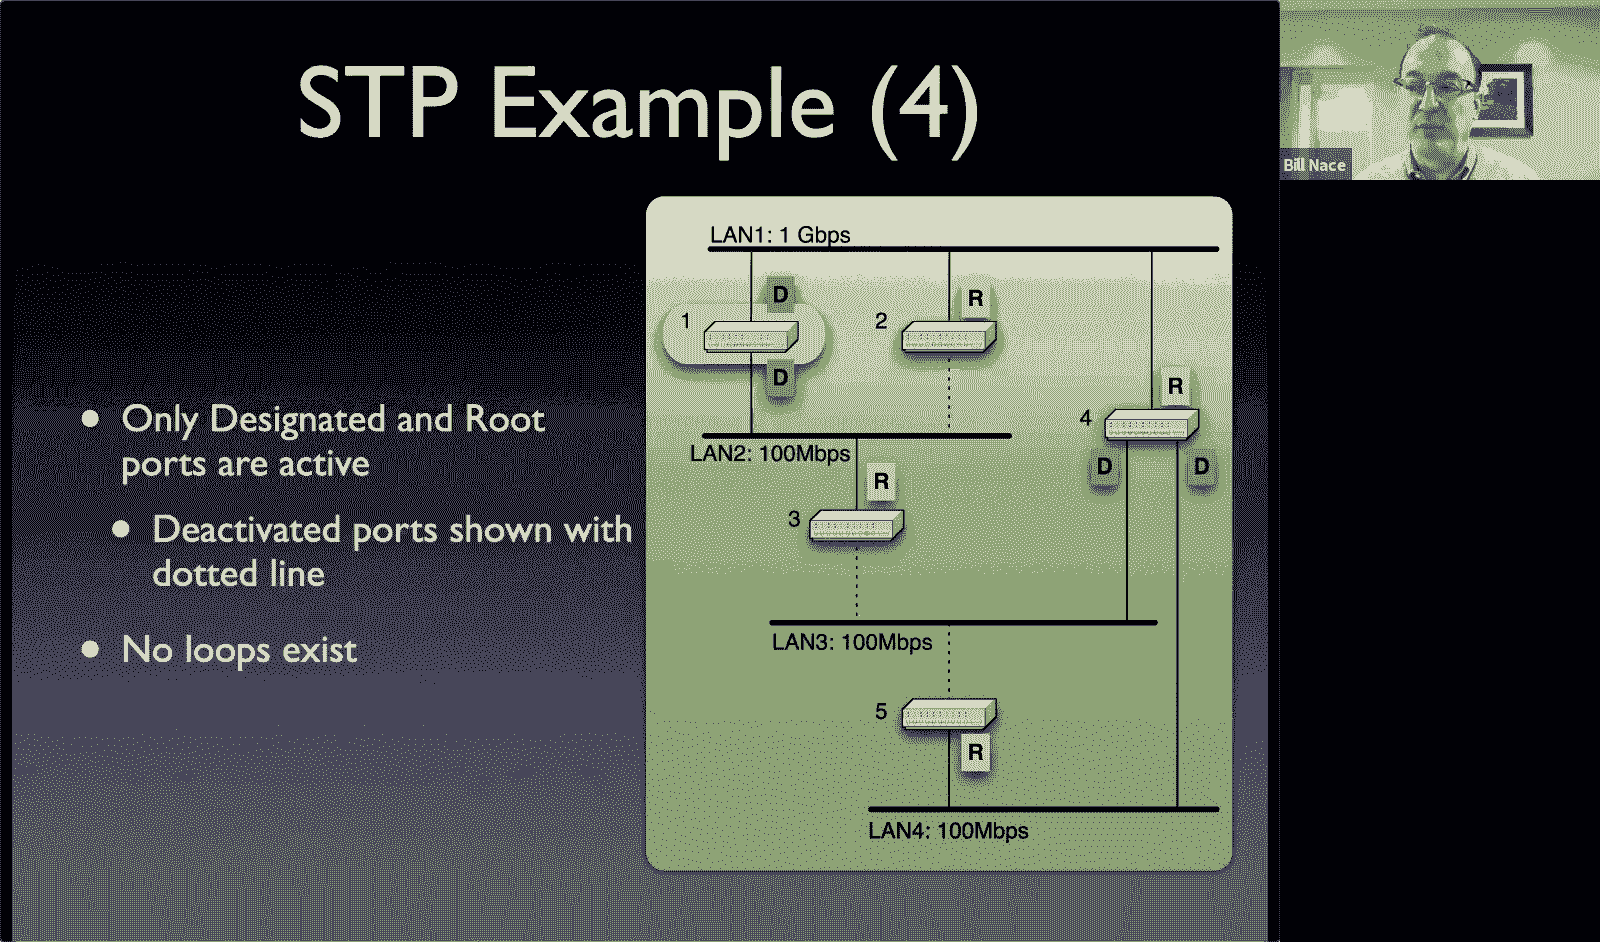 STP Example (4)
Bill Nace
Only Designated and Root
ports are active
Deactivated ports shown with
dotted line
No loops exist
LAN1: 1 Gbps
D
R
1
2
D
R
4
LAN2: 100Mbps
D
D
R
3
LAN3: 100Mbps
5
R
LAN4: 100Mbps